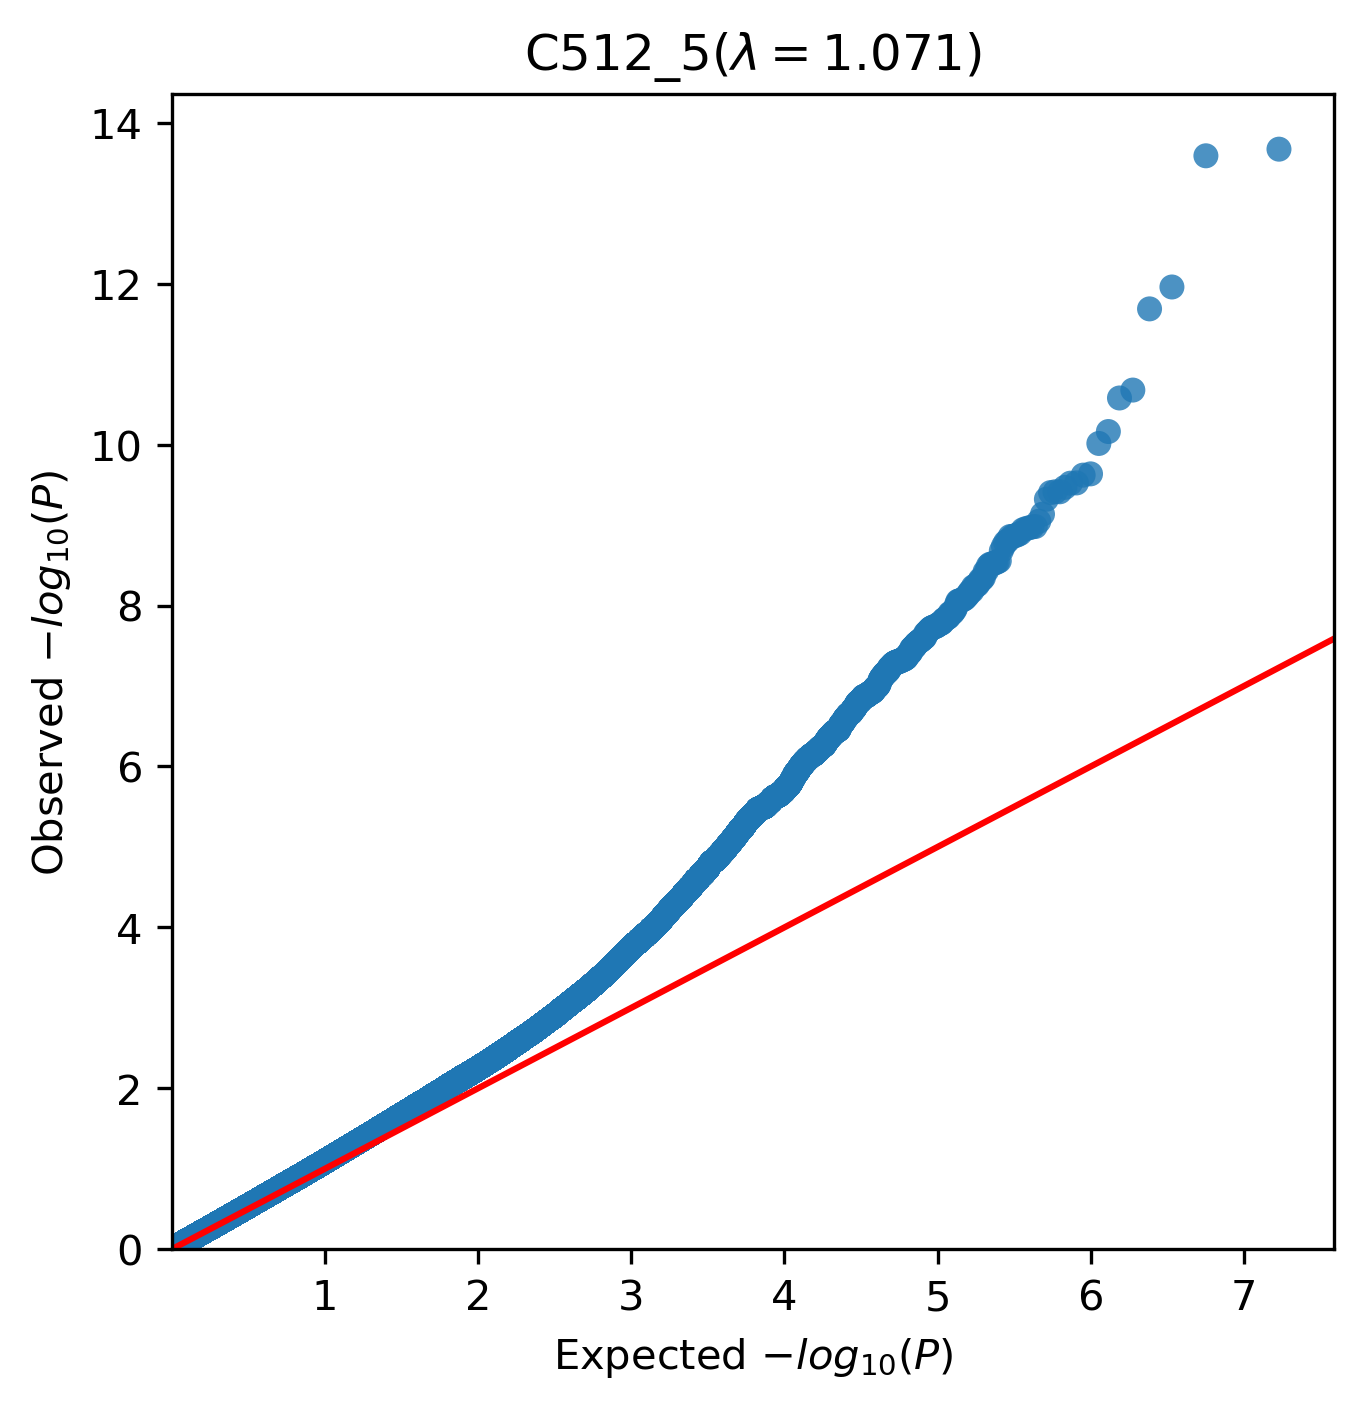 C512_5(λ = 1.071)
14
12
10
8
6
4
2
0
Observed −log₁₀(P)
1 2 3 4 5 6 7
Expected −log₁₀(P)